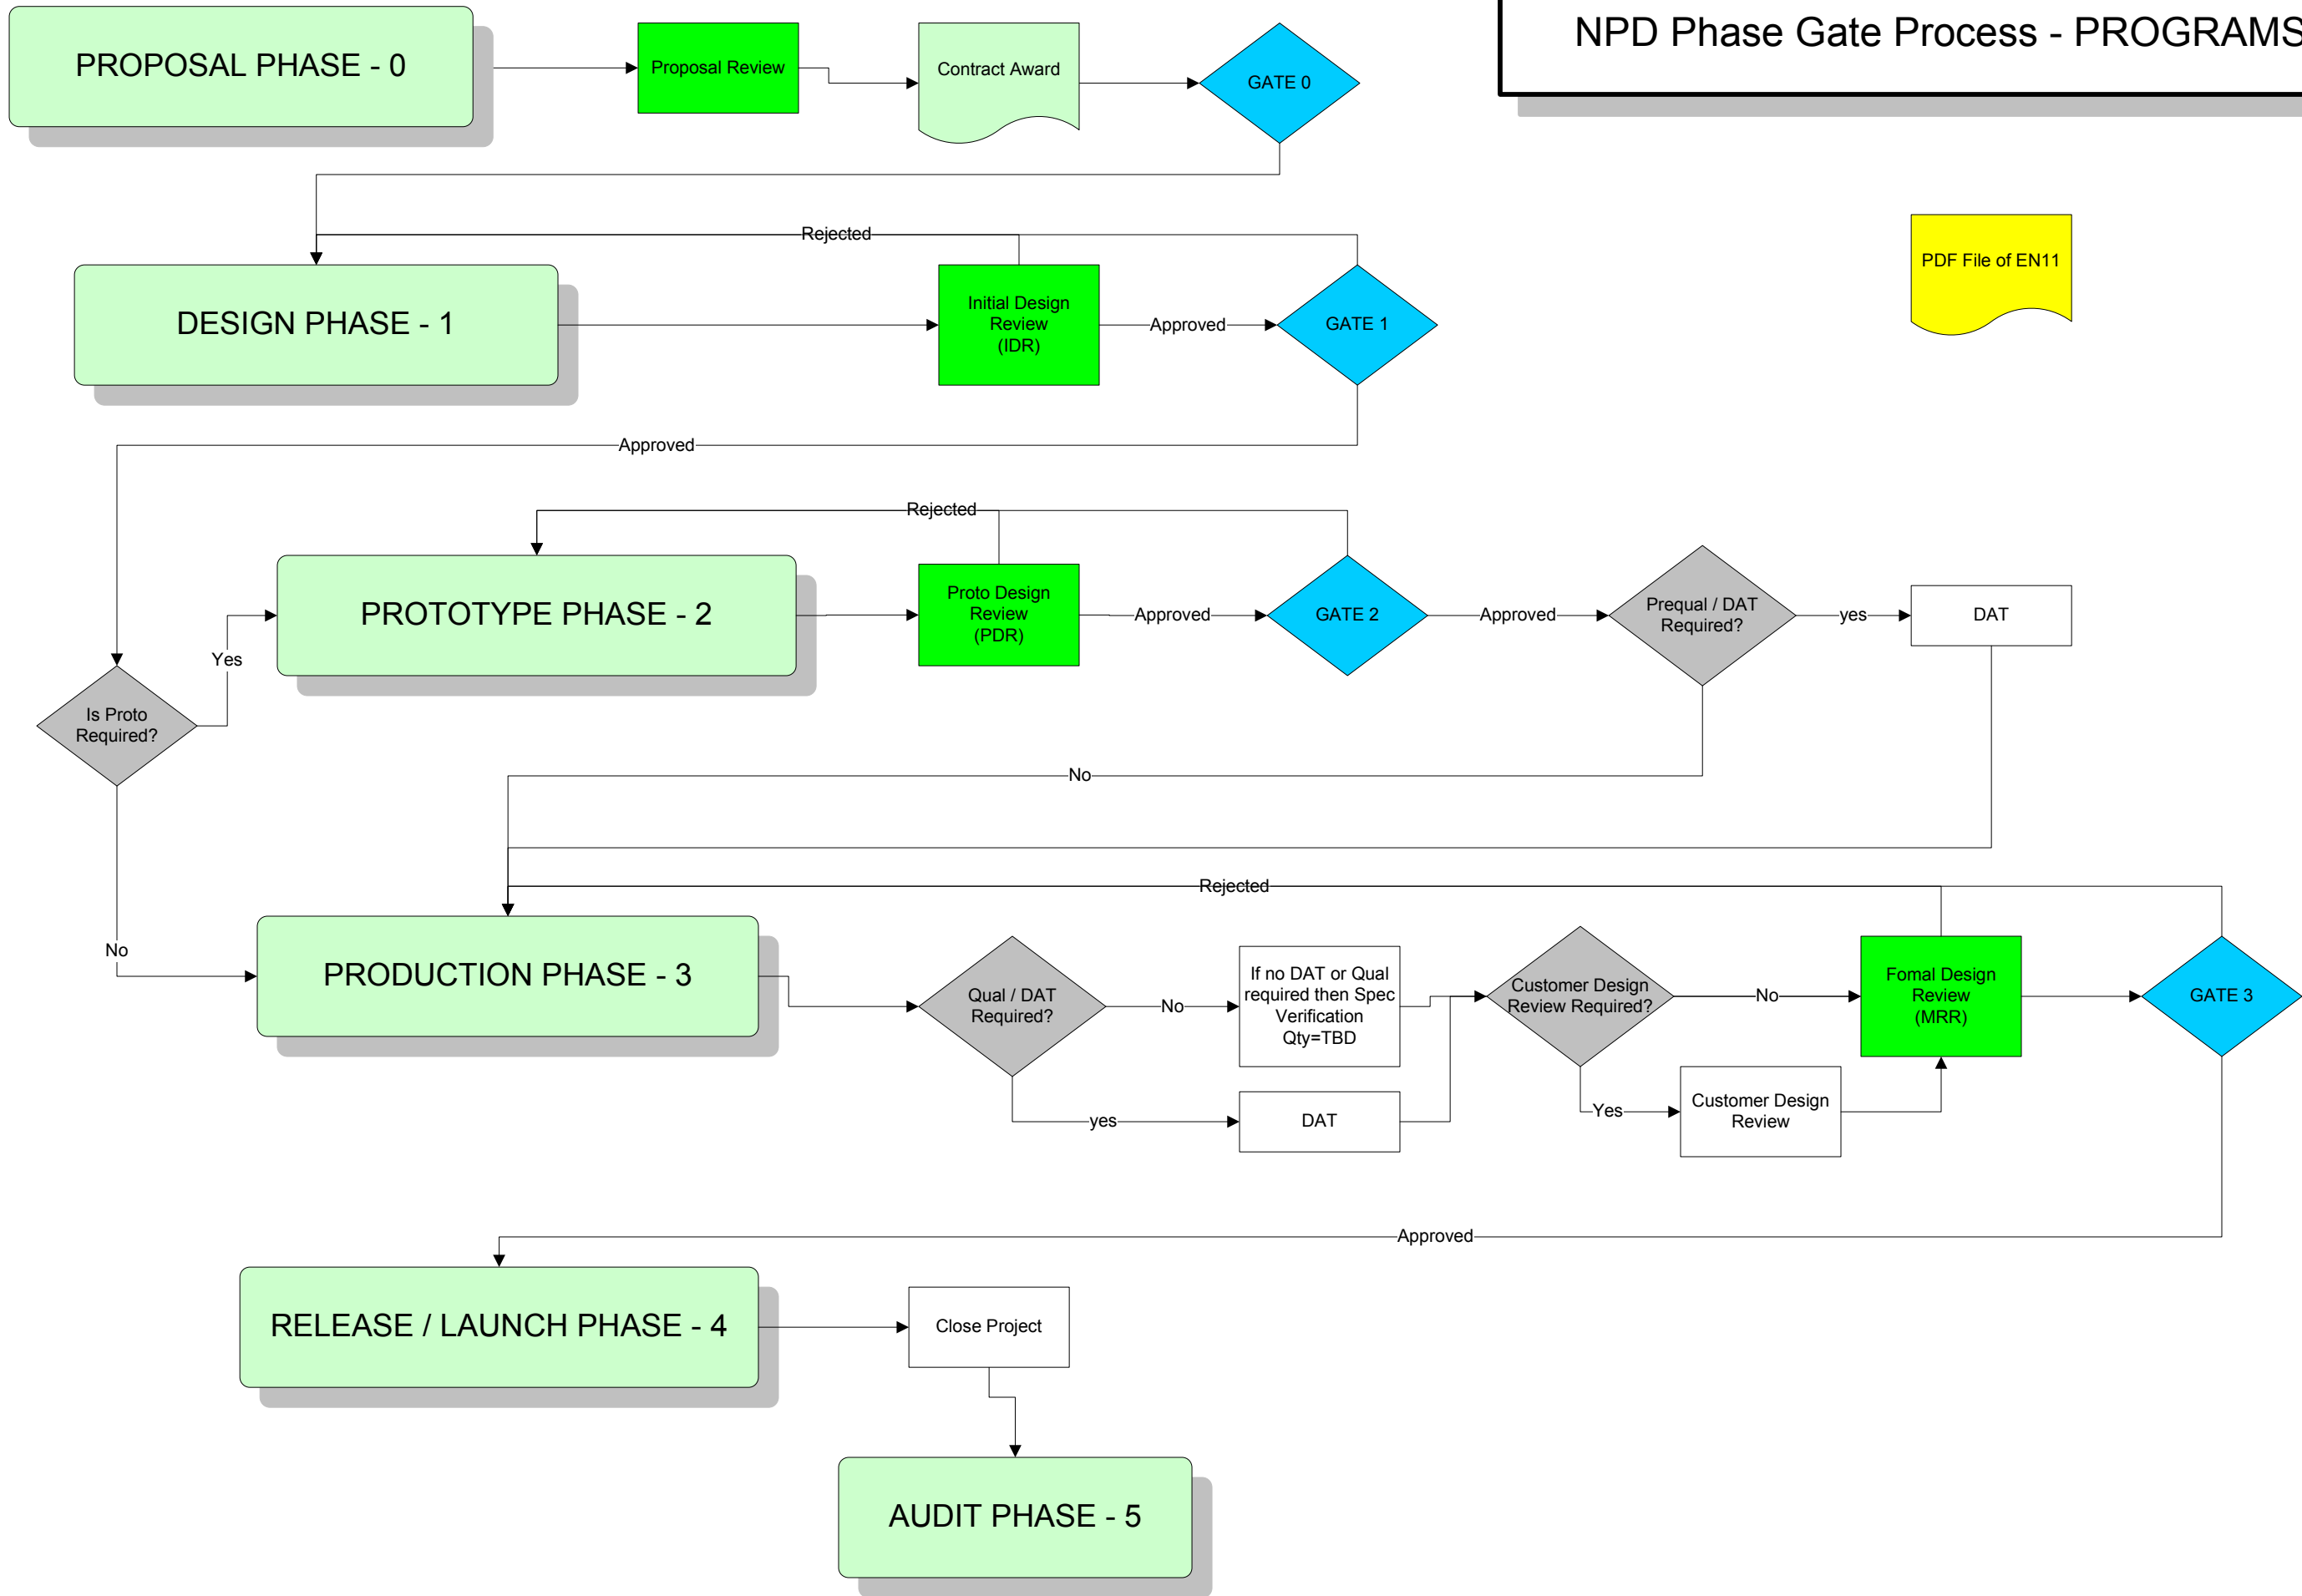 NPD Phase Gate Process - PROGRAMS
PROPOSAL PHASE - 0
Proposal Review
Contract Award
GATE 0
PDF File of EN11
Rejected
DESIGN PHASE - 1
Initial Design
Review
(IDR)
Approved
GATE 1
Approved
Rejected
PROTOTYPE PHASE - 2
Proto Design
Review
(PDR)
Approved
GATE 2
Approved
Prequal / DAT
Required?
yes
DAT
Yes
Is Proto
Required?
No
Rejected
No
PRODUCTION PHASE - 3
Qual / DAT
Required?
No
If no DAT or Qual
required then Spec
Verification
Qty=TBD
Customer Design
Review Required?
No
Fomal Design
Review
(MRR)
GATE 3
yes
DAT
Yes
Customer Design
Review
Approved
RELEASE / LAUNCH PHASE - 4
Close Project
AUDIT PHASE - 5